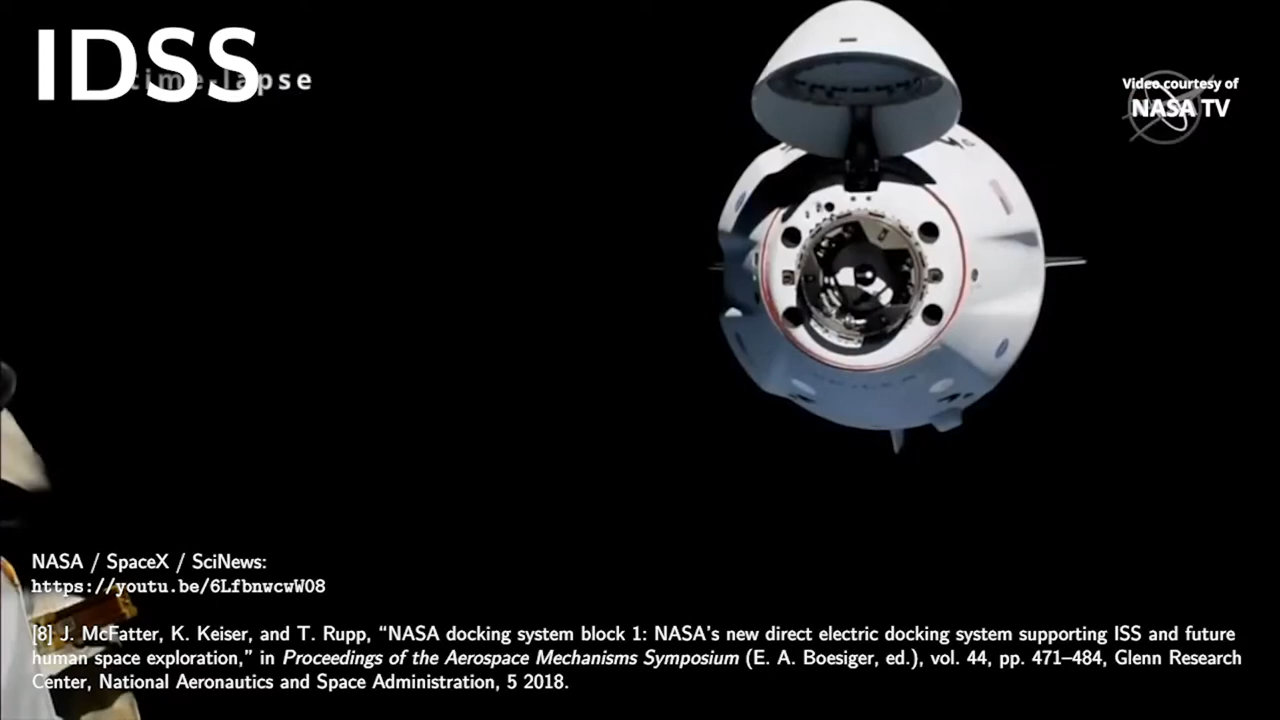 IDSS
time-lapse
Video courtesy of
NASA TV
NASA / SpaceX / SciNews:
https://youtu.be/6LfbnwcwW08
[8] J. McFatter, K. Keiser, and T. Rupp, “NASA docking system block 1: NASA’s new direct electric docking system supporting ISS and future
human space exploration,” in Proceedings of the Aerospace Mechanisms Symposium (E. A. Boesiger, ed.), vol. 44, pp. 471–484, Glenn Research
Center, National Aeronautics and Space Administration, 5 2018.